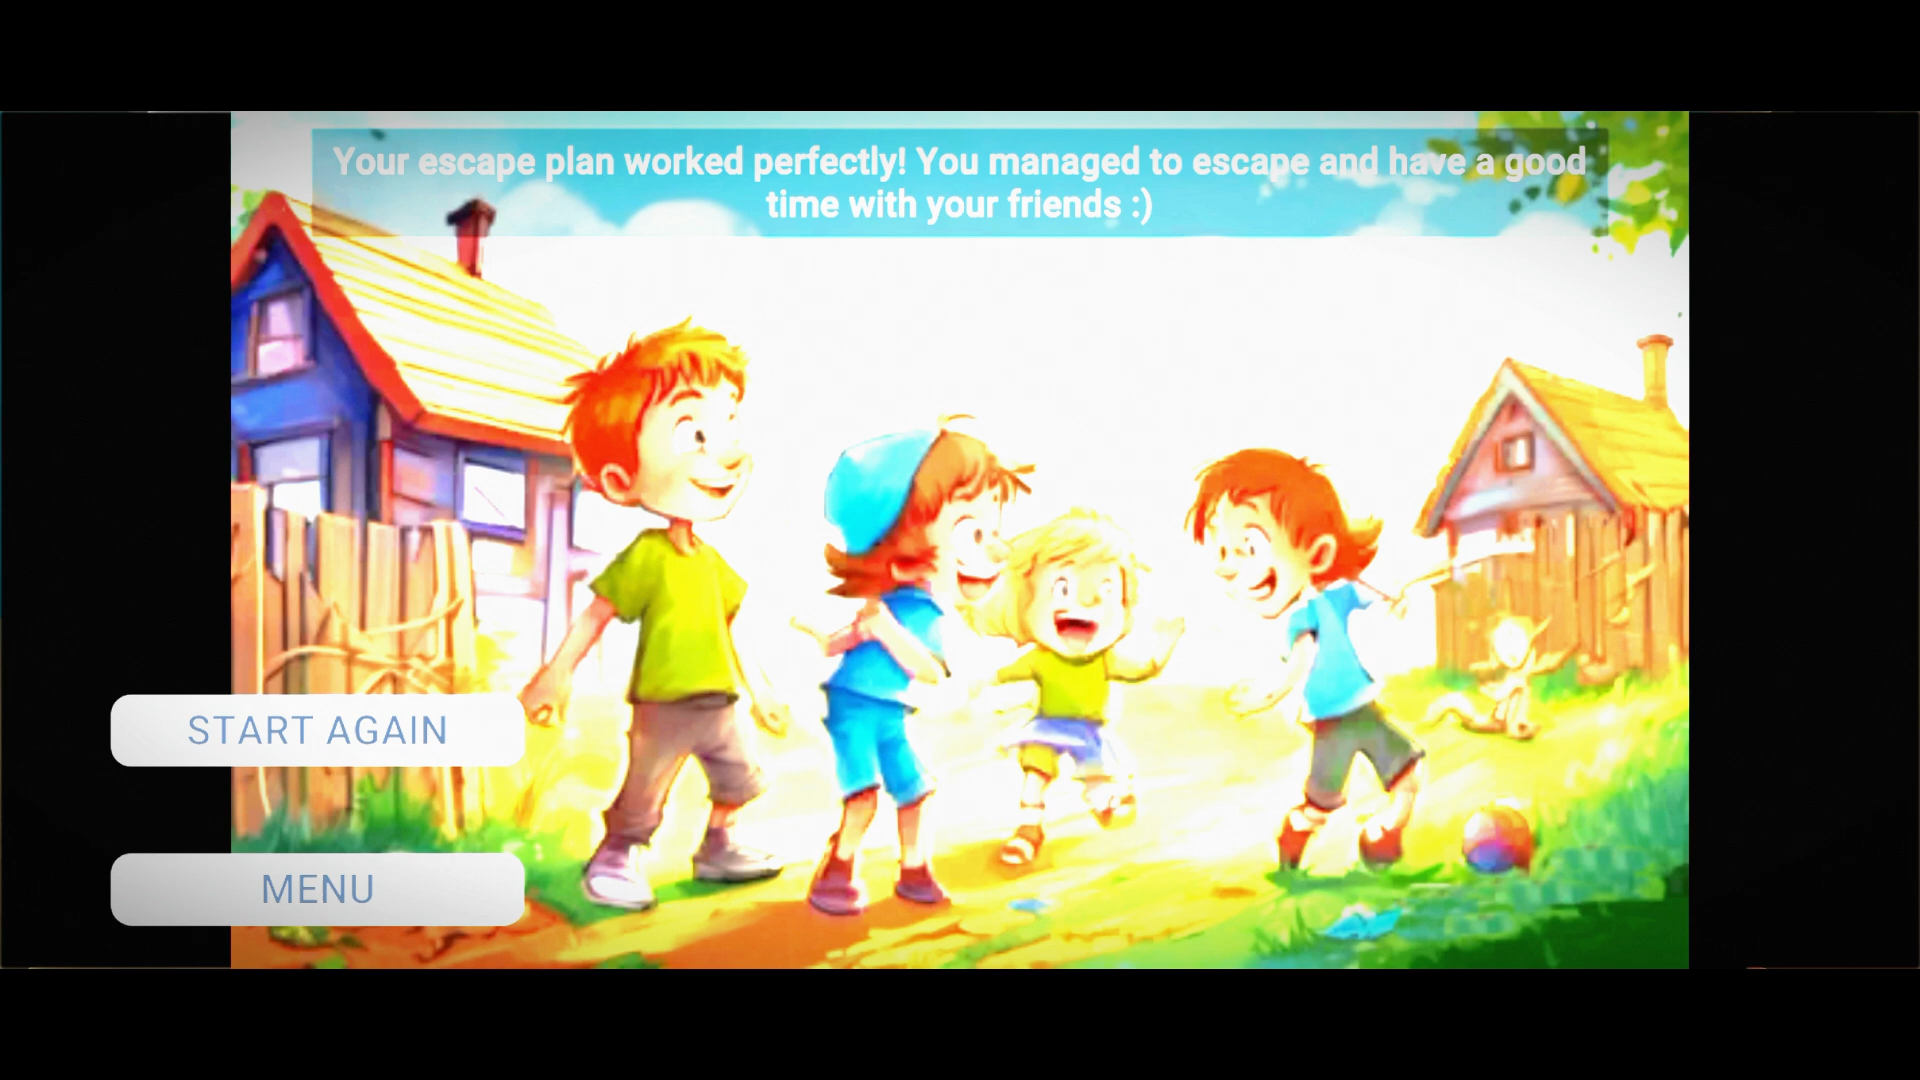 Your escape plan worked perfectly! You managed to escape and have a good
time with your friends :)
START AGAIN
MENU